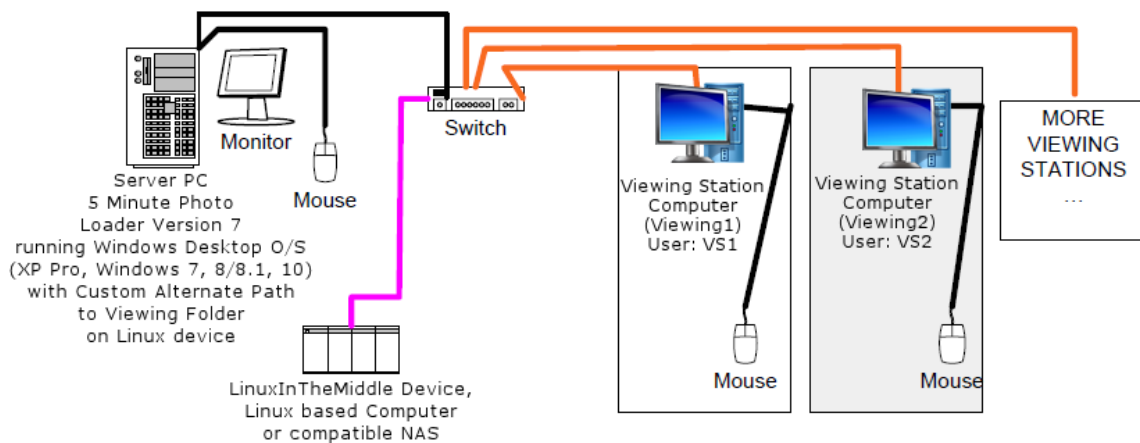 Monitor
Mouse
Server PC
5 Minute Photo
Loader Version 7
running Windows Desktop O/S
(XP Pro, Windows 7, 8/8.1, 10)
with Custom Alternate Path
to Viewing Folder
on Linux device
Switch
LinuxInTheMiddle Device,
Linux based Computer
or compatible NAS
Viewing Station
Computer
(Viewing1)
User: VS1
Mouse
Viewing Station
Computer
(Viewing2)
User: VS2
Mouse
MORE
VIEWING
STATIONS
...